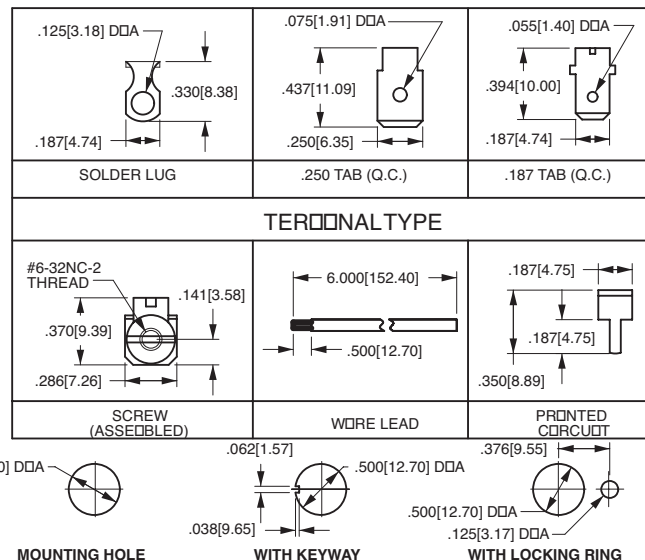 .125[3.18] D▯A
.330[8.38]
.187[4.74]
SOLDER LUG
.075[1.91] D▯A
.437[11.09]
.250[6.35]
.250 TAB (Q.C.)
.055[1.40] D▯A
.394[10.00]
.187[4.74]
.187 TAB (Q.C.)
TER▯▯NALTYPE
#6-32NC-2
THREAD
.141[3.58]
.370[9.39]
.286[7.26]
SCREW
(ASSE▯BLED)
6.000[152.40]
.500[12.70]
W▯RE LEAD
.187[4.75]
.187[4.75]
.350[8.89]
PR▯NTED
C▯RCU▯T
0] D▯A
MOUNTING HOLE
.062[1.57]
.500[12.70] D▯A
.038[9.65]
WITH KEYWAY
.376[9.55]
.500[12.70] D▯A
.125[3.17] D▯A
WITH LOCKING RING